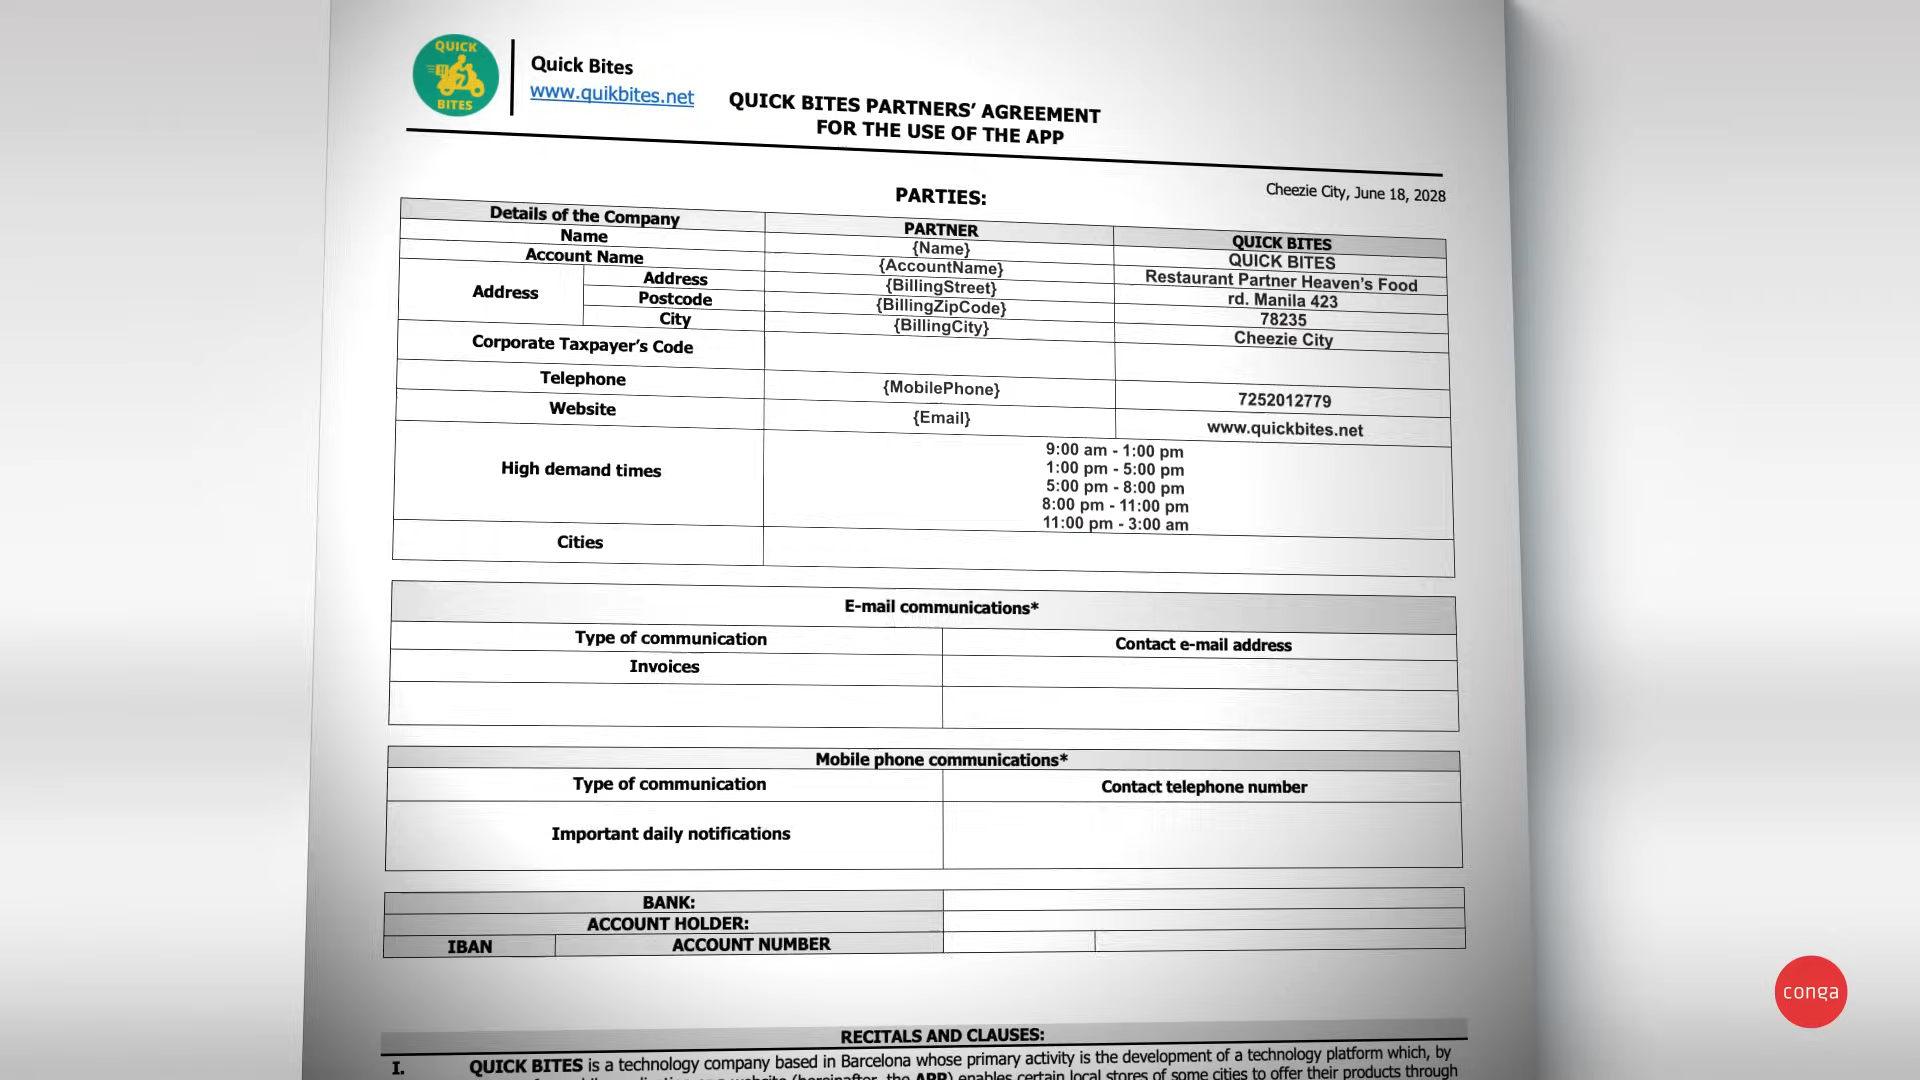 QUICK
BITES
Quick Bites
www.quikbites.net
QUICK BITES PARTNERS’ AGREEMENT
FOR THE USE OF THE APP
Cheezie City, June 18, 2028
PARTIES:
Details of the Company PARTNER QUICK BITES
Name {Name} QUICK BITES
Account Name {AccountName} Restaurant Partner Heaven’s Food
Address Address {BillingStreet} rd. Manila 423
Postcode {BillingZipCode} 78235
City {BillingCity} Cheezie City
Corporate Taxpayer’s Code
Telephone {MobilePhone} 7252012779
Website {Email} www.quickbites.net
High demand times
9:00 am - 1:00 pm
1:00 pm - 5:00 pm
5:00 pm - 8:00 pm
8:00 pm - 11:00 pm
11:00 pm - 3:00 am
Cities
E-mail communications*
Type of communication Contact e-mail address
Invoices
Mobile phone communications*
Type of communication Contact telephone number
Important daily notifications
BANK:
ACCOUNT HOLDER:
IBAN ACCOUNT NUMBER
RECITALS AND CLAUSES:
I. QUICK BITES is a technology company based in Barcelona whose primary activity is the development of a technology platform which, by
(hereinafter, the APP) enables certain local stores of some cities to offer their products through
conga